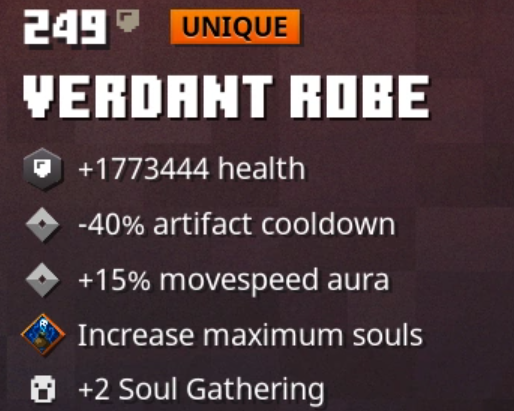 249 UNIQUE
VERDANT ROBE
+1773444 health
-40% artifact cooldown
+15% movespeed aura
Increase maximum souls
+2 Soul Gathering